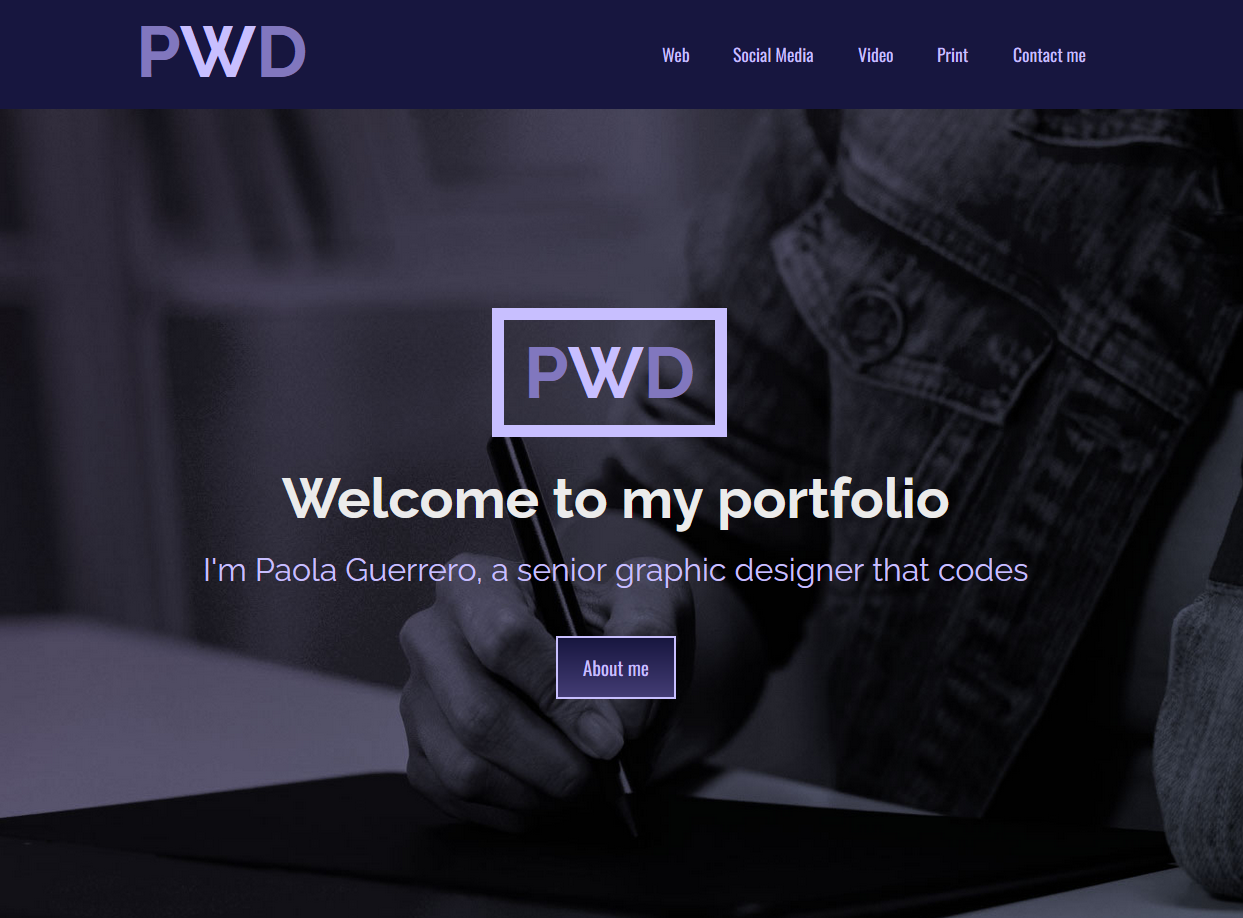 PWD
Web Social Media Video Print Contact me
PWD
Welcome to my portfolio
I'm Paola Guerrero, a senior graphic designer that codes
About me